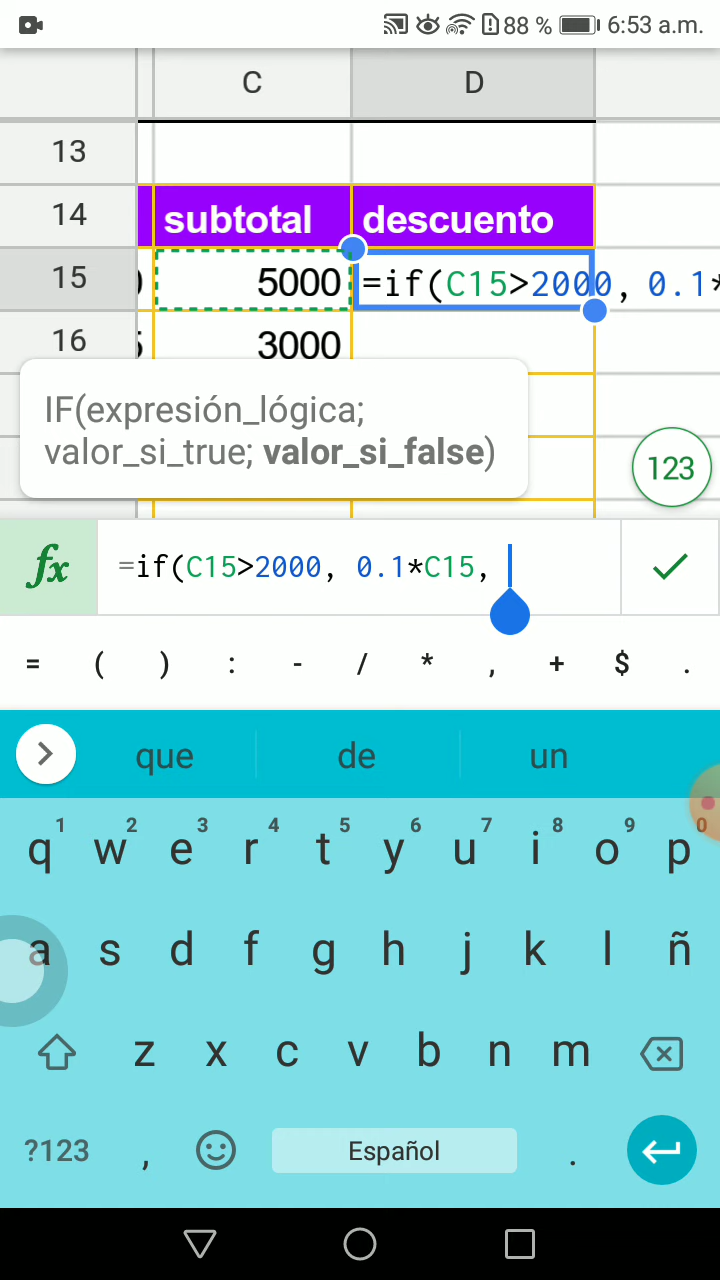 88 % 6:53 a.m.
C D
13
14 subtotal descuento
15 5000 =if(C15>2000, 0.1*
16 3000
IF(expresión_lógica;
valor_si_true; valor_si_false)
123
fx =if(C15>2000, 0.1*C15,
= ( ) : - / * , + $ .
que de un
1 2 3 4 5 6 7 8 9 0
q w e r t y u i o p
a s d f g h j k l ñ
z x c v b n m
?123 , Español .